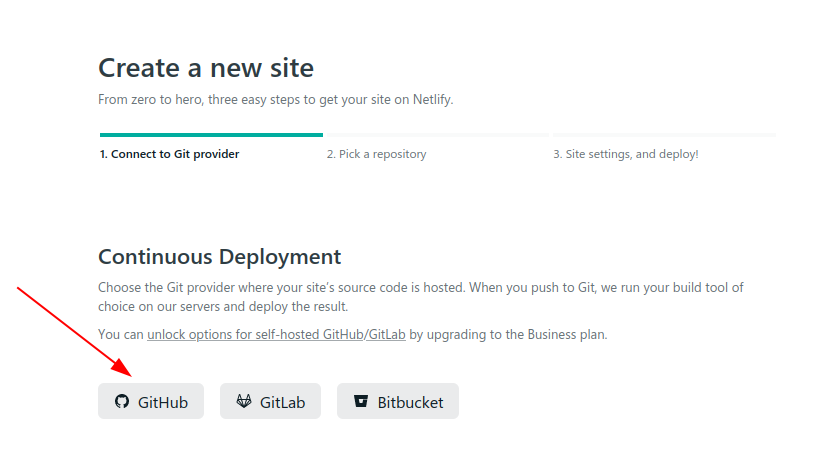 Create a new site
From zero to hero, three easy steps to get your site on Netlify.
1. Connect to Git provider
2. Pick a repository
3. Site settings, and deploy!
Continuous Deployment
Choose the Git provider where your site's source code is hosted. When you push to Git, we run your build tool of
choice on our servers and deploy the result.
You can unlock options for self-hosted GitHub/GitLab by upgrading to the Business plan.
GitHub
GitLab
Bitbucket